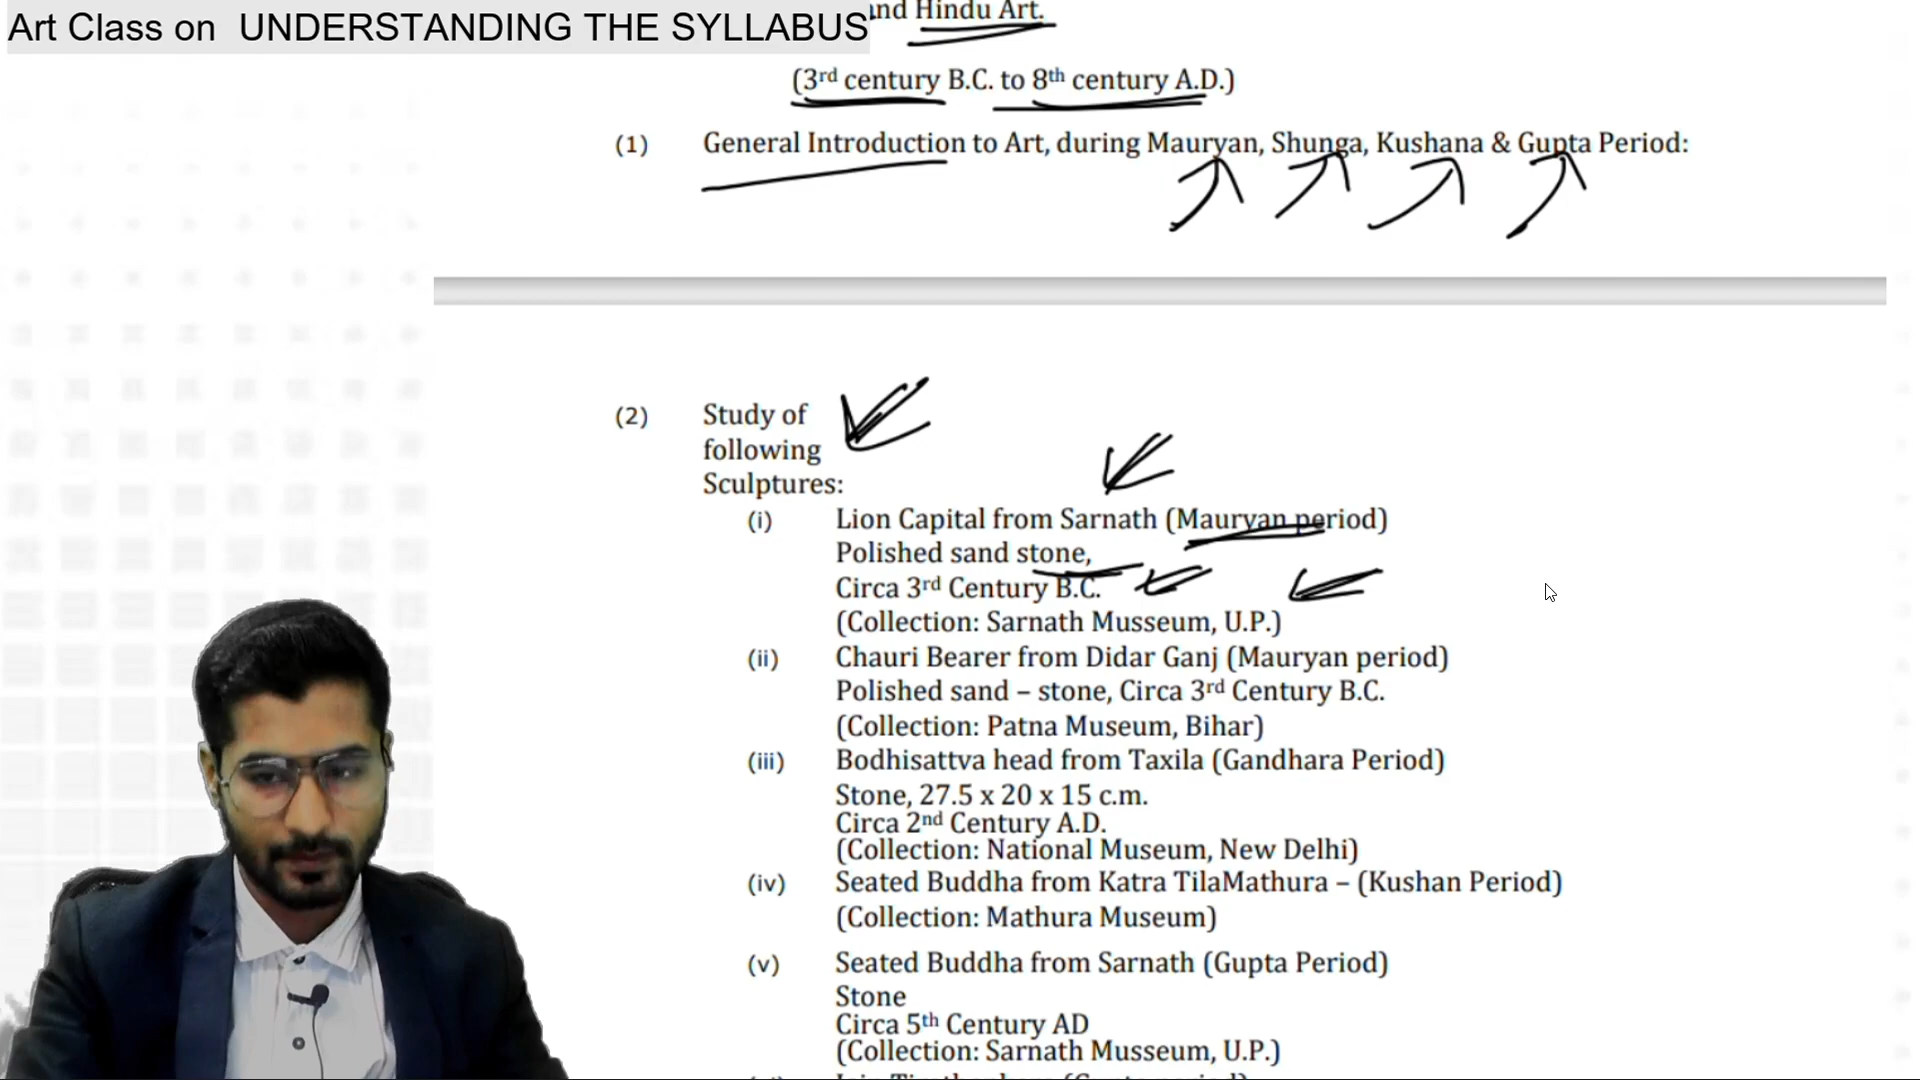 Art Class on UNDERSTANDING THE SYLLABUS
and Hindu Art.
(3rd century B.C. to 8th century A.D.)
(1) General Introduction to Art, during Mauryan, Shunga, Kushana & Gupta Period:
(2) Study of
following
Sculptures:
(i) Lion Capital from Sarnath (Mauryan period)
Polished sand stone,
Circa 3rd Century B.C.
(Collection: Sarnath Musseum, U.P.)
(ii) Chauri Bearer from Didar Ganj (Mauryan period)
Polished sand – stone, Circa 3rd Century B.C.
(Collection: Patna Museum, Bihar)
(iii) Bodhisattva head from Taxila (Gandhara Period)
Stone, 27.5 x 20 x 15 c.m.
Circa 2nd Century A.D.
(Collection: National Museum, New Delhi)
(iv) Seated Buddha from Katra TilaMathura – (Kushan Period)
(Collection: Mathura Museum)
(v) Seated Buddha from Sarnath (Gupta Period)
Stone
Circa 5th Century AD
(Collection: Sarnath Musseum, U.P.)